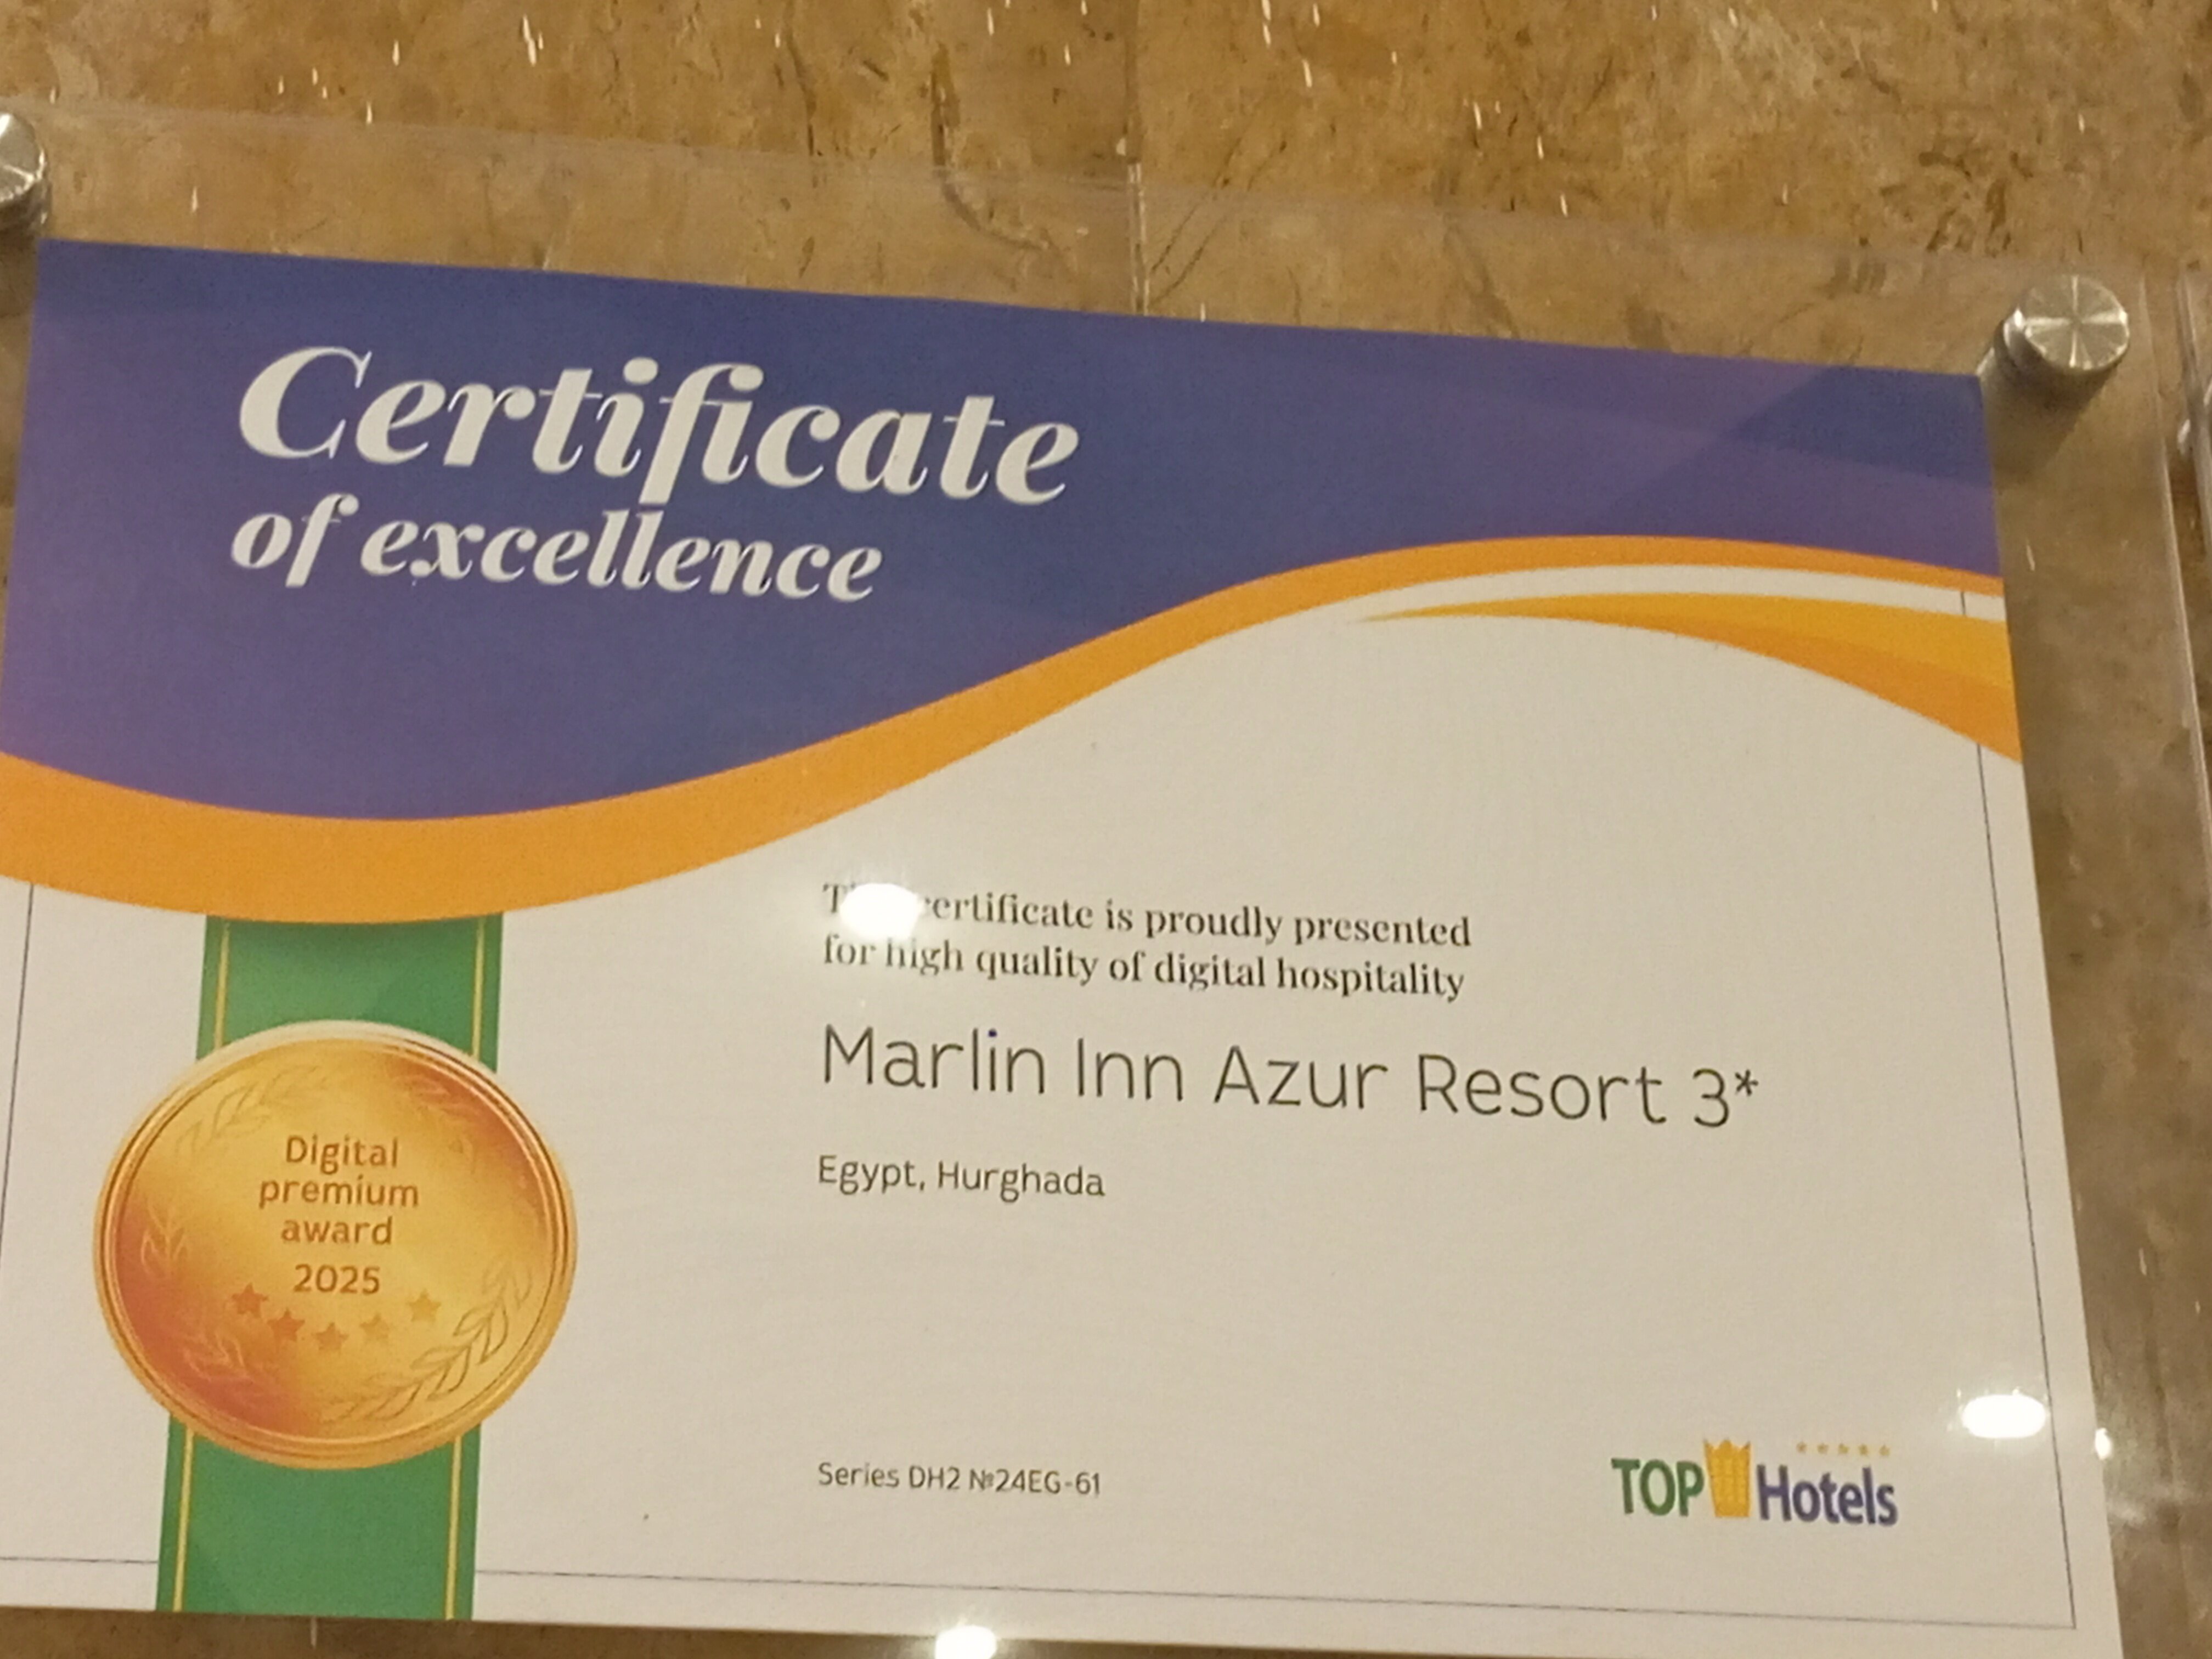 Certificate
of excellence
certificate is proudly presented
for high quality of digital hospitality
Marlin Inn Azur Resort 3*
Egypt, Hurghada
Digital
premium
award
2025
Series DH2 №24EG-61
TOP Hotels